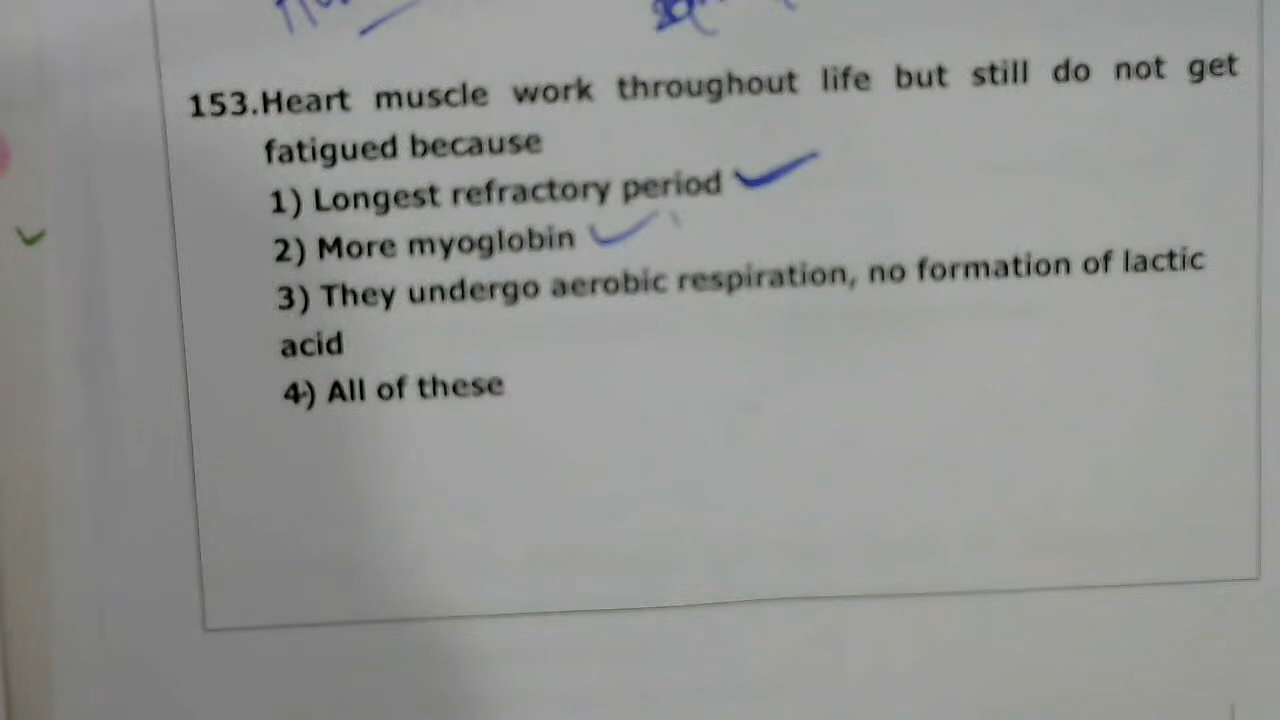 153.Heart muscle work throughout life but still do not get
fatigued because
1) Longest refractory period
2) More myoglobin
3) They undergo aerobic respiration, no formation of lactic
acid
4) All of these